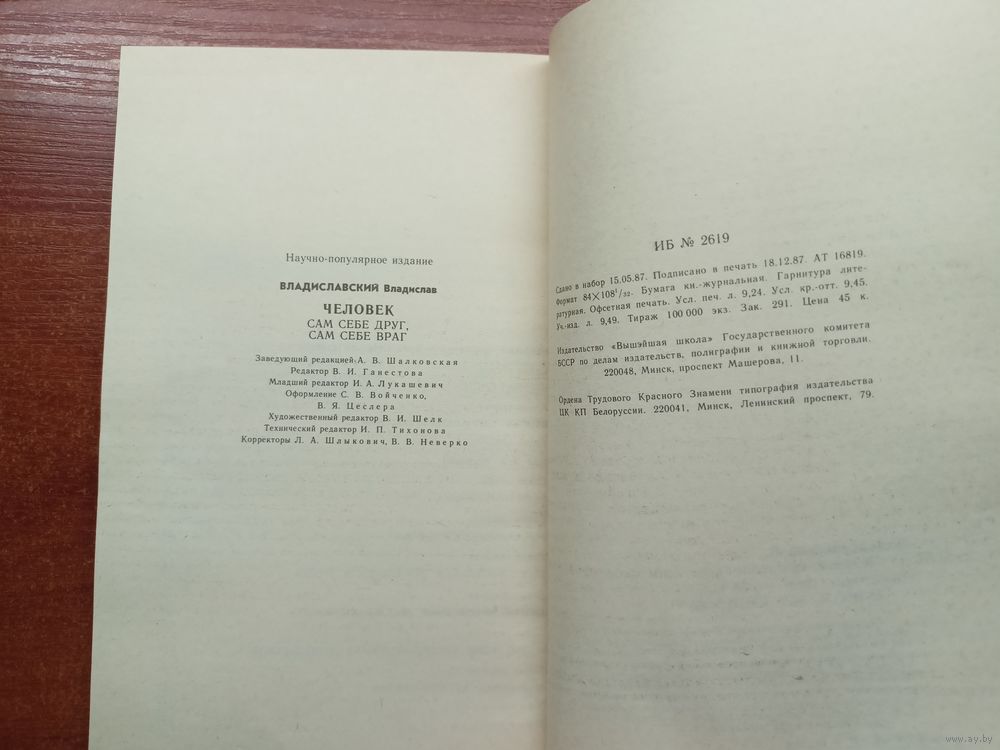 Научно-популярное издание
ВЛАДИСЛАВСКИЙ Владислав
ЧЕЛОВЕК
САМ СЕБЕ ДРУГ,
САМ СЕБЕ ВРАГ
Заведующий редакцией А. В. Шалковская
Редактор В. И. Ганестова
Младший редактор И. А. Лукашевич
Оформление С. В. Войченко,
В. Я. Цеслера
Художественный редактор В. И. Шелк
Технический редактор И. П. Тихонова
Корректоры Л. А. Шлыкович, В. В. Неверко
ИБ № 2619
Сдано в набор 15.05.87. Подписано в печать 18.12.87. АТ 16819.
Формат 84×108¹/₃₂. Бумага кн.-журнальная. Гарнитура лите-
ратурная. Офсетная печать. Усл. печ. л. 9,24. Усл. кр.-отт. 9,45.
Уч.-изд. л. 9,49. Тираж 100 000 экз. Зак. 291. Цена 45 к.
Издательство «Вышэйшая школа» Государственного комитета
БССР по делам издательств, полиграфии и книжной торговли.
220048, Минск, проспект Машерова, 11.
Ордена Трудового Красного Знамени типография издательства
ЦК КП Белоруссии. 220041, Минск, Ленинский проспект, 79.
www.ay.by